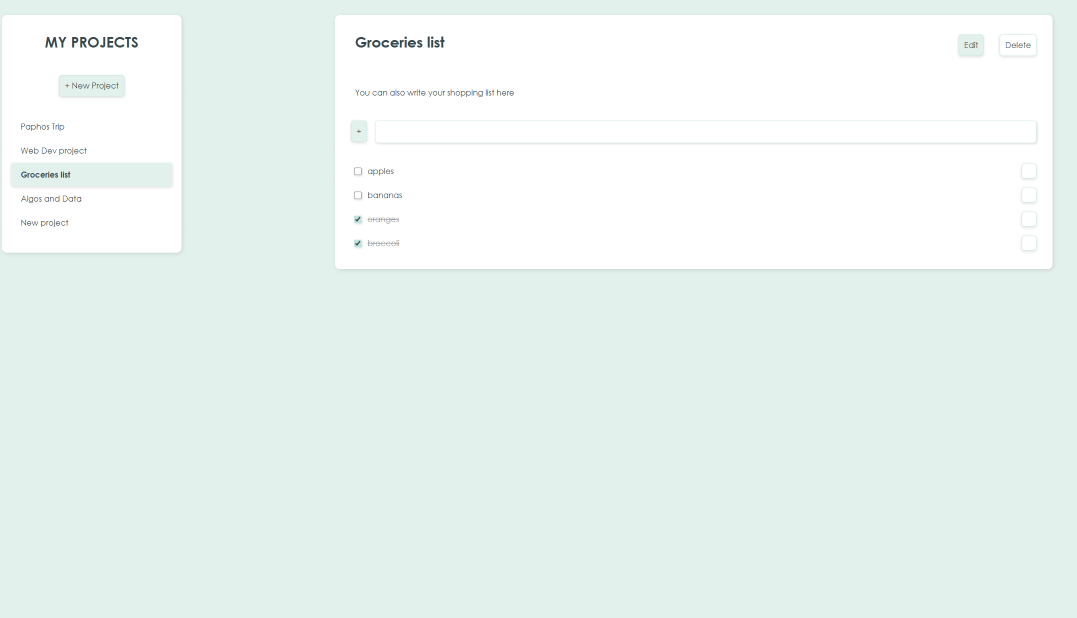 MY PROJECTS
+ New Project
Paphos Trip
Web Dev project
Groceries list
Algos and Data
New project
Groceries list
Edit
Delete
You can also write your shopping list here
+
apples
bananas
oranges
broccoli